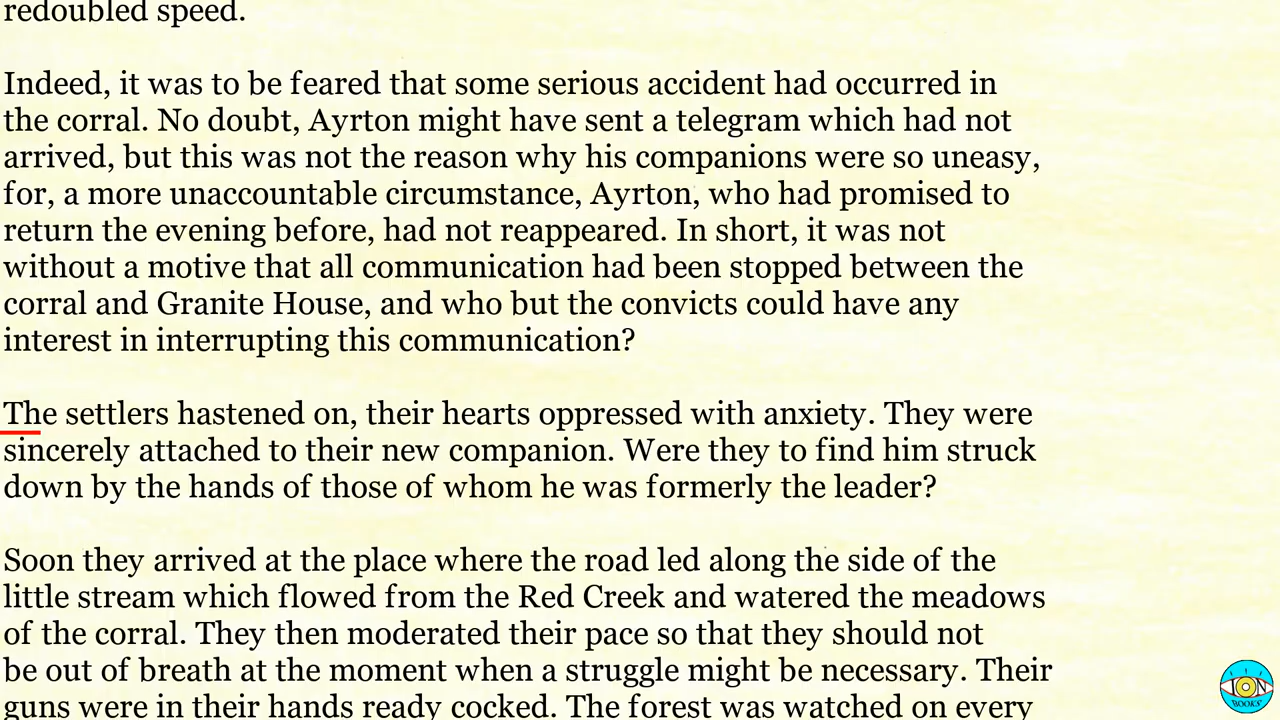 redoubled speed.
Indeed, it was to be feared that some serious accident had occurred in
the corral. No doubt, Ayrton might have sent a telegram which had not
arrived, but this was not the reason why his companions were so uneasy,
for, a more unaccountable circumstance, Ayrton, who had promised to
return the evening before, had not reappeared. In short, it was not
without a motive that all communication had been stopped between the
corral and Granite House, and who but the convicts could have any
interest in interrupting this communication?
The settlers hastened on, their hearts oppressed with anxiety. They were
sincerely attached to their new companion. Were they to find him struck
down by the hands of those of whom he was formerly the leader?
Soon they arrived at the place where the road led along the side of the
little stream which flowed from the Red Creek and watered the meadows
of the corral. They then moderated their pace so that they should not
be out of breath at the moment when a struggle might be necessary. Their
guns were in their hands ready cocked. The forest was watched on every
ION
BOOKS